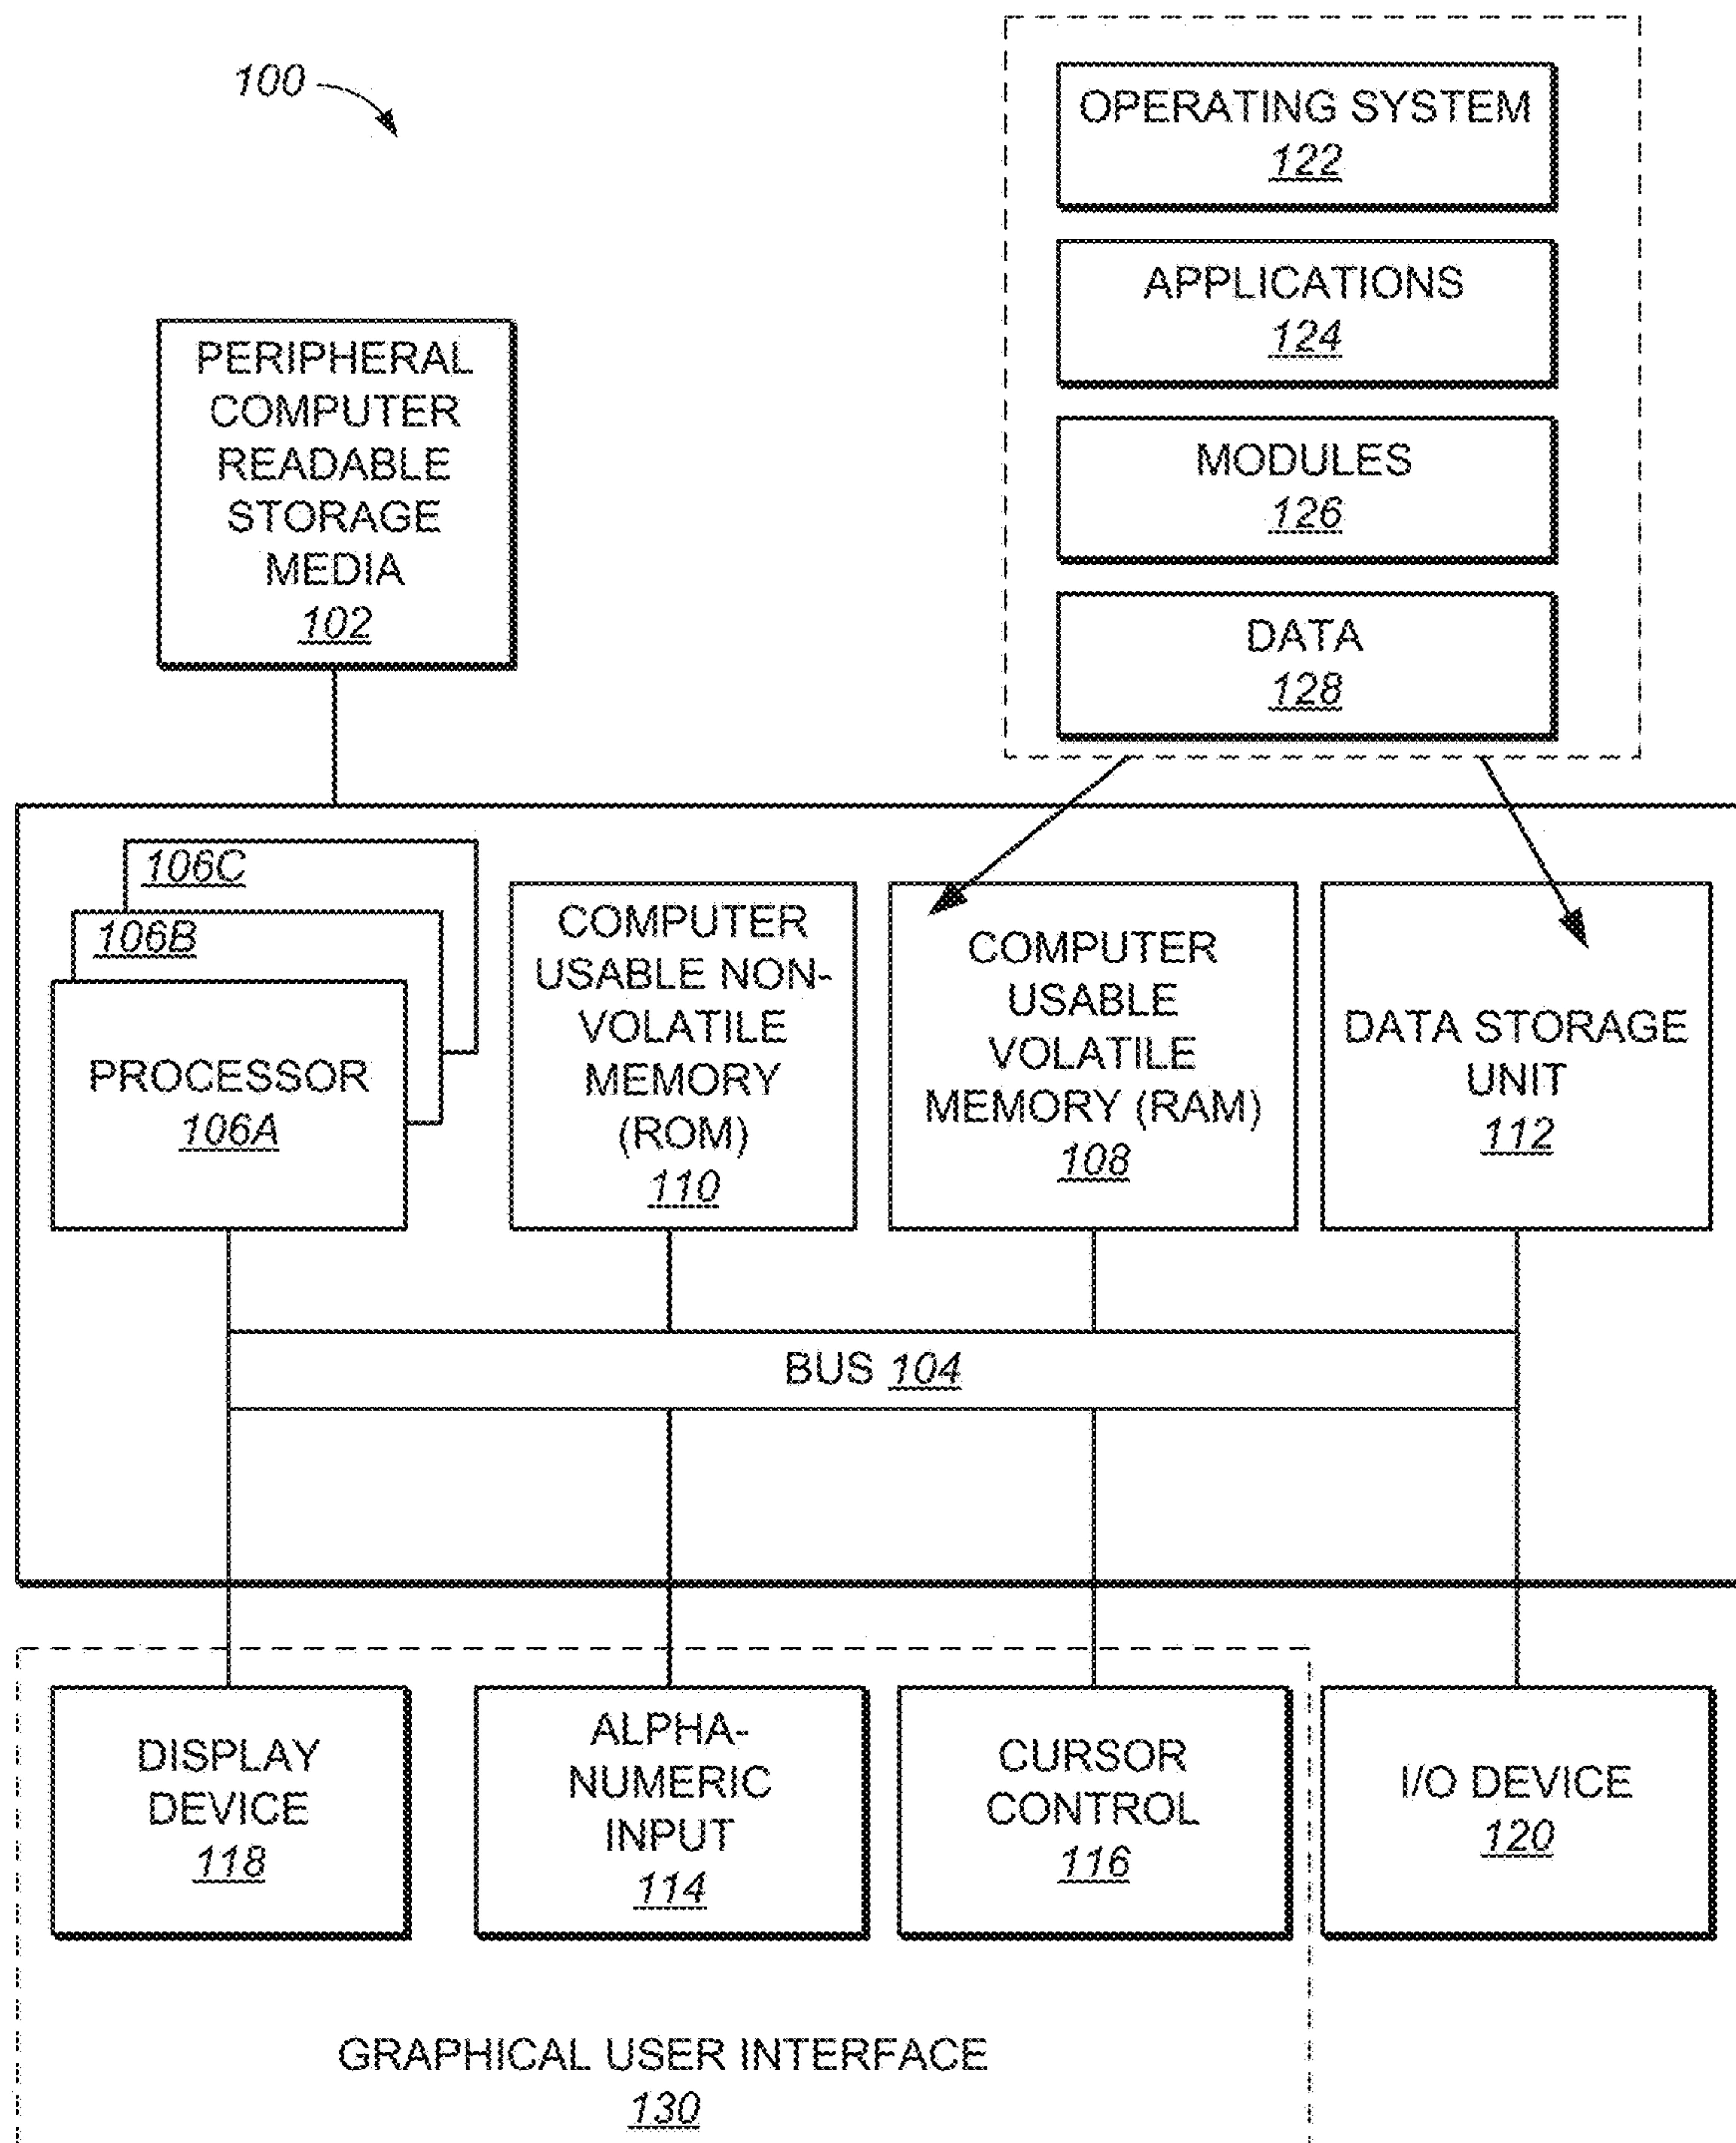 100
OPERATING SYSTEM
122
APPLICATIONS
124
MODULES
126
DATA
128
PERIPHERAL
COMPUTER
READABLE
STORAGE
MEDIA
102
106C
106B
PROCESSOR
106A
COMPUTER
USABLE NON-
VOLATILE
MEMORY
(ROM)
110
COMPUTER
USABLE
VOLATILE
MEMORY (RAM)
108
DATA STORAGE
UNIT
112
BUS 104
DISPLAY
DEVICE
118
ALPHA-
NUMERIC
INPUT
114
CURSOR
CONTROL
116
I/O DEVICE
120
GRAPHICAL USER INTERFACE
130